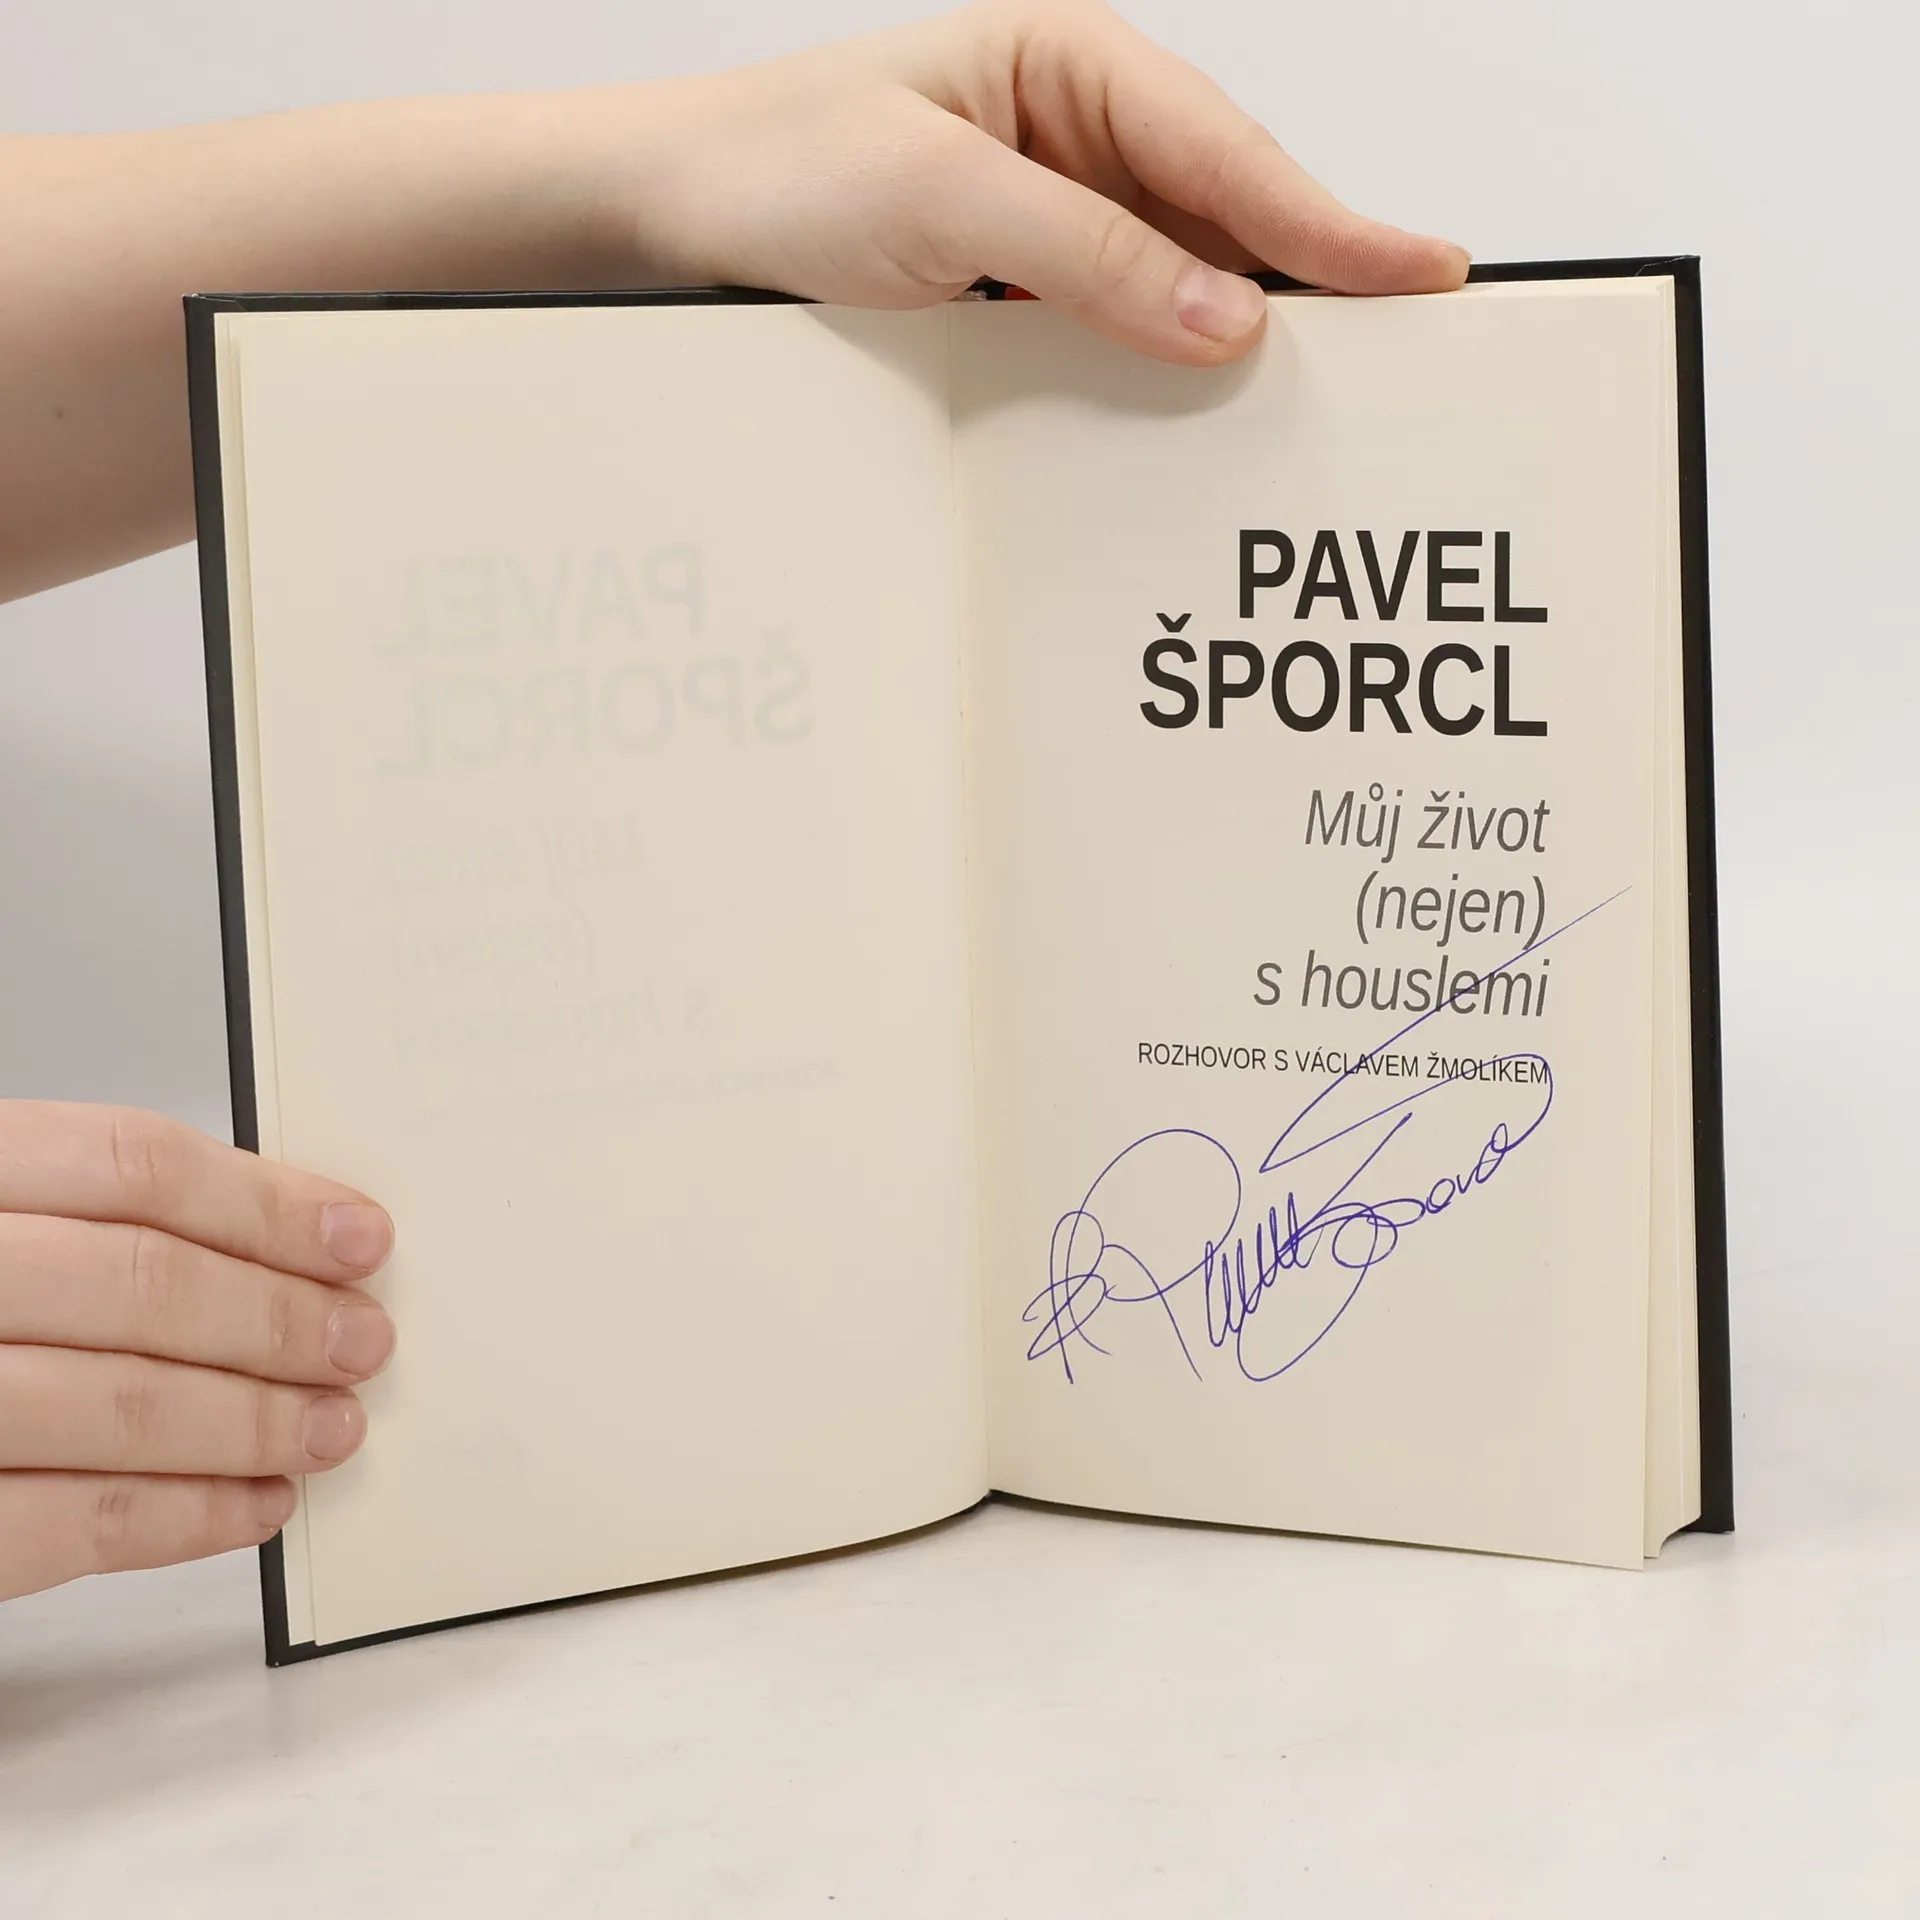 PAVEL
ŠPORCL
Můj život
(nejen)
s houslemi
ROZHOVOR S VÁCLAVEM ŽMOLÍKEM